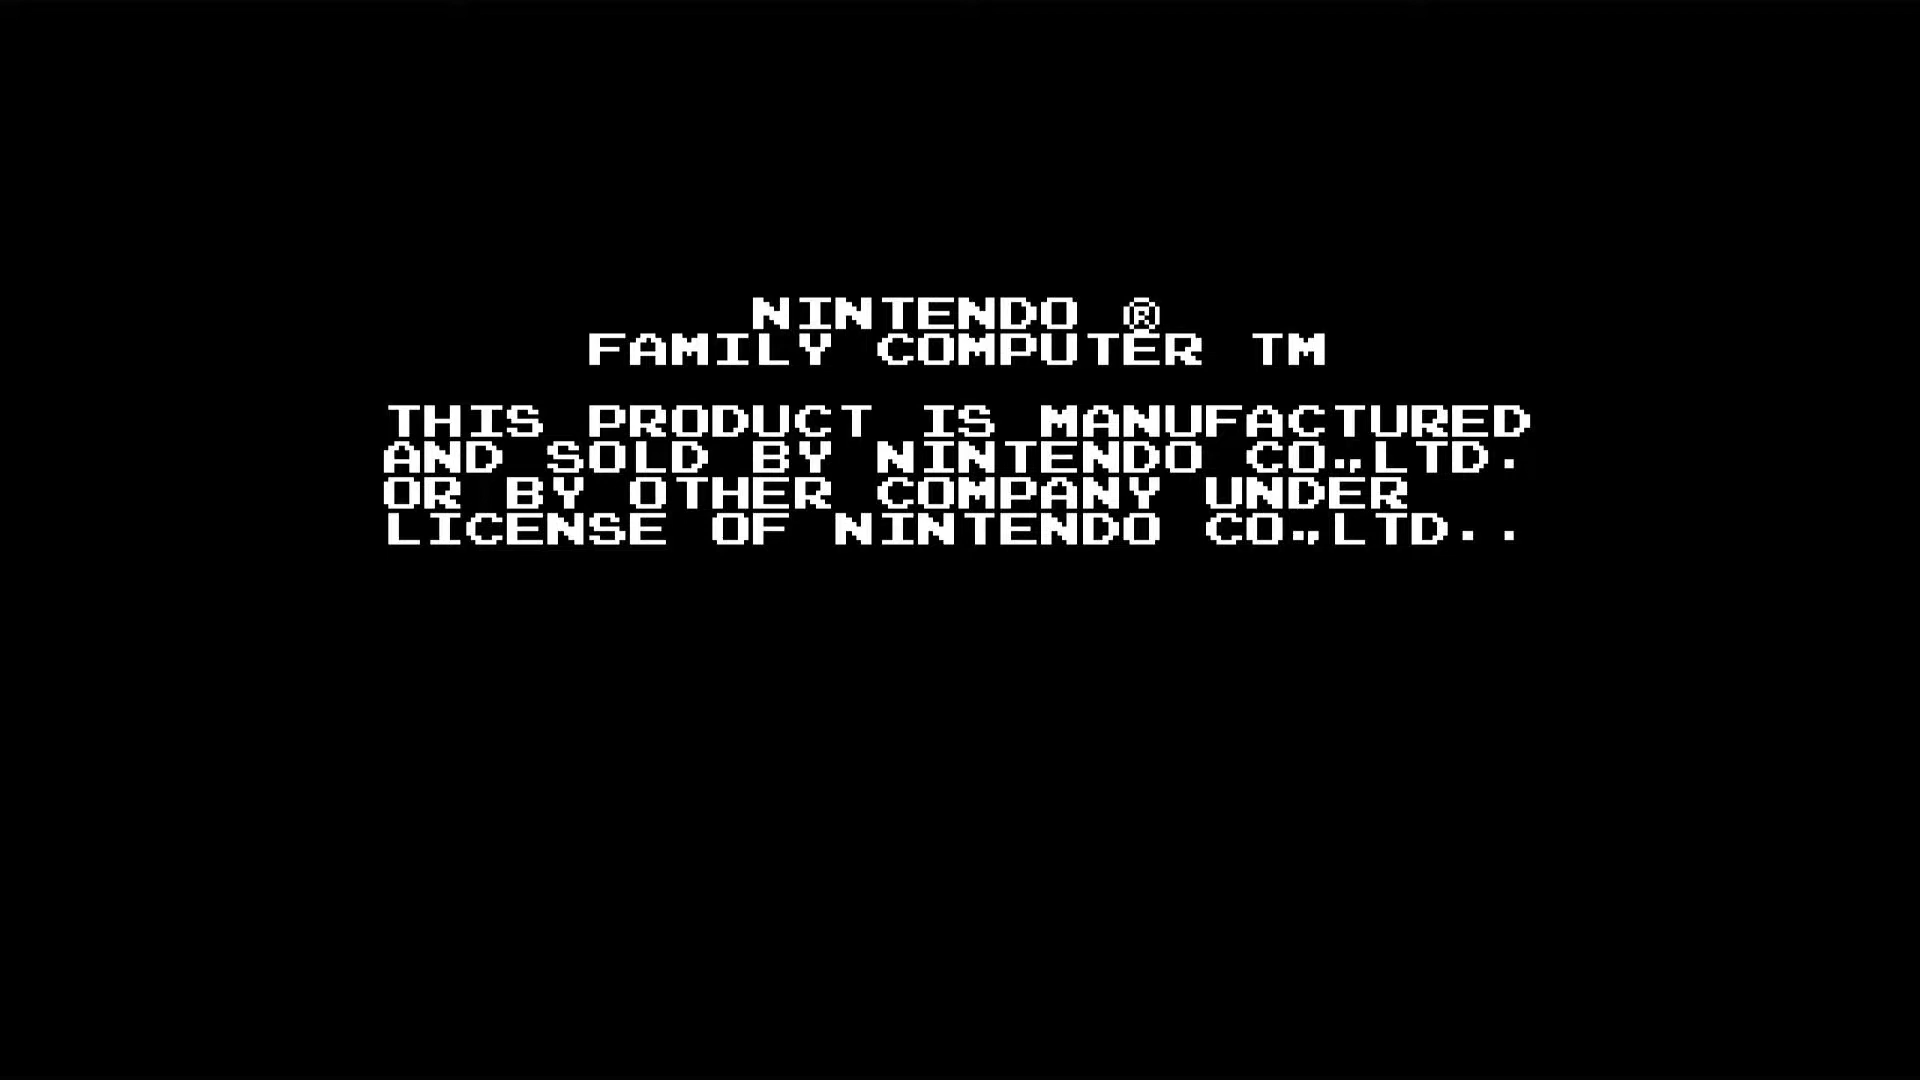 NINTENDO ®
FAMILY COMPUTER TM
THIS PRODUCT IS MANUFACTURED
AND SOLD BY NINTENDO CO.,LTD.
OR BY OTHER COMPANY UNDER
LICENSE OF NINTENDO CO.,LTD..